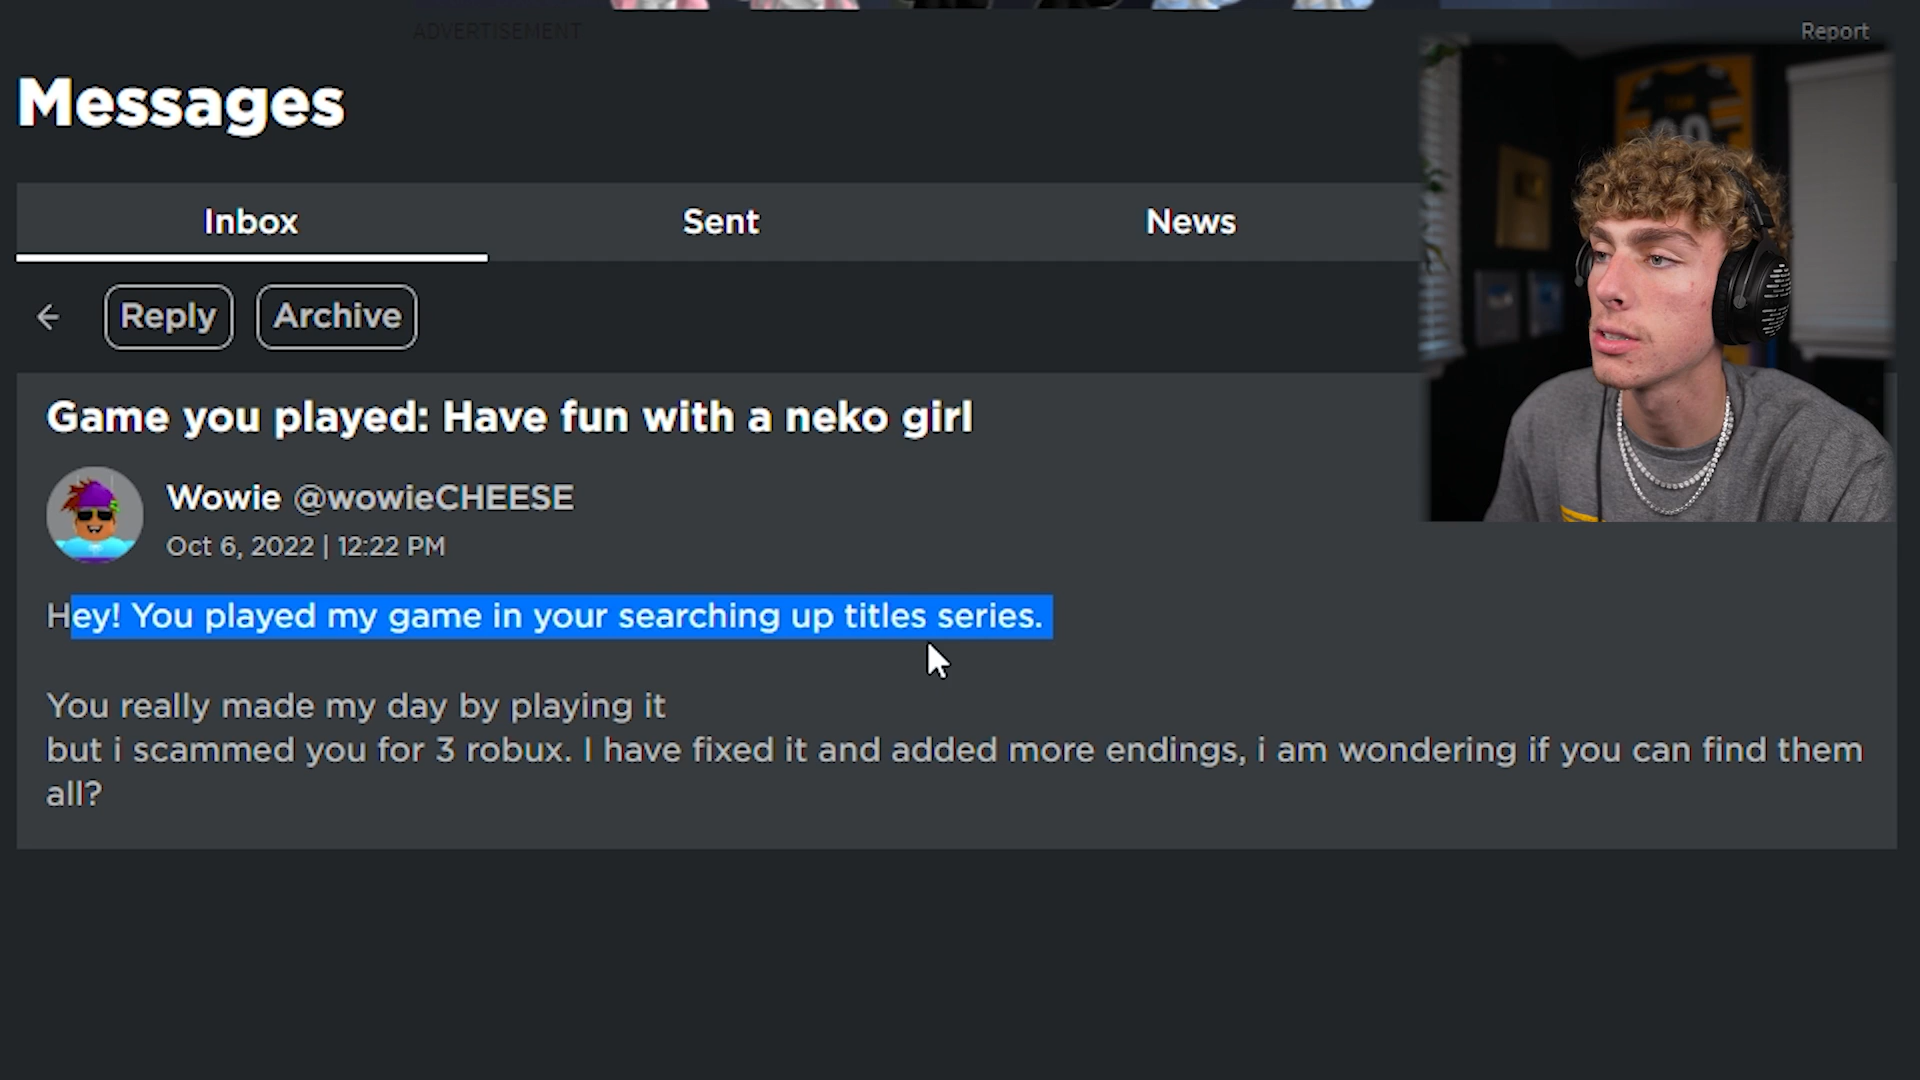 ADVERTISEMENT
Report
Messages
Inbox
Sent
News
Reply
Archive
Game you played: Have fun with a neko girl
Wowie @wowieCHEESE
Oct 6, 2022 | 12:22 PM
Hey! You played my game in your searching up titles series.
You really made my day by playing it
but i scammed you for 3 robux. I have fixed it and added more endings, i am wondering if you can find them
all?